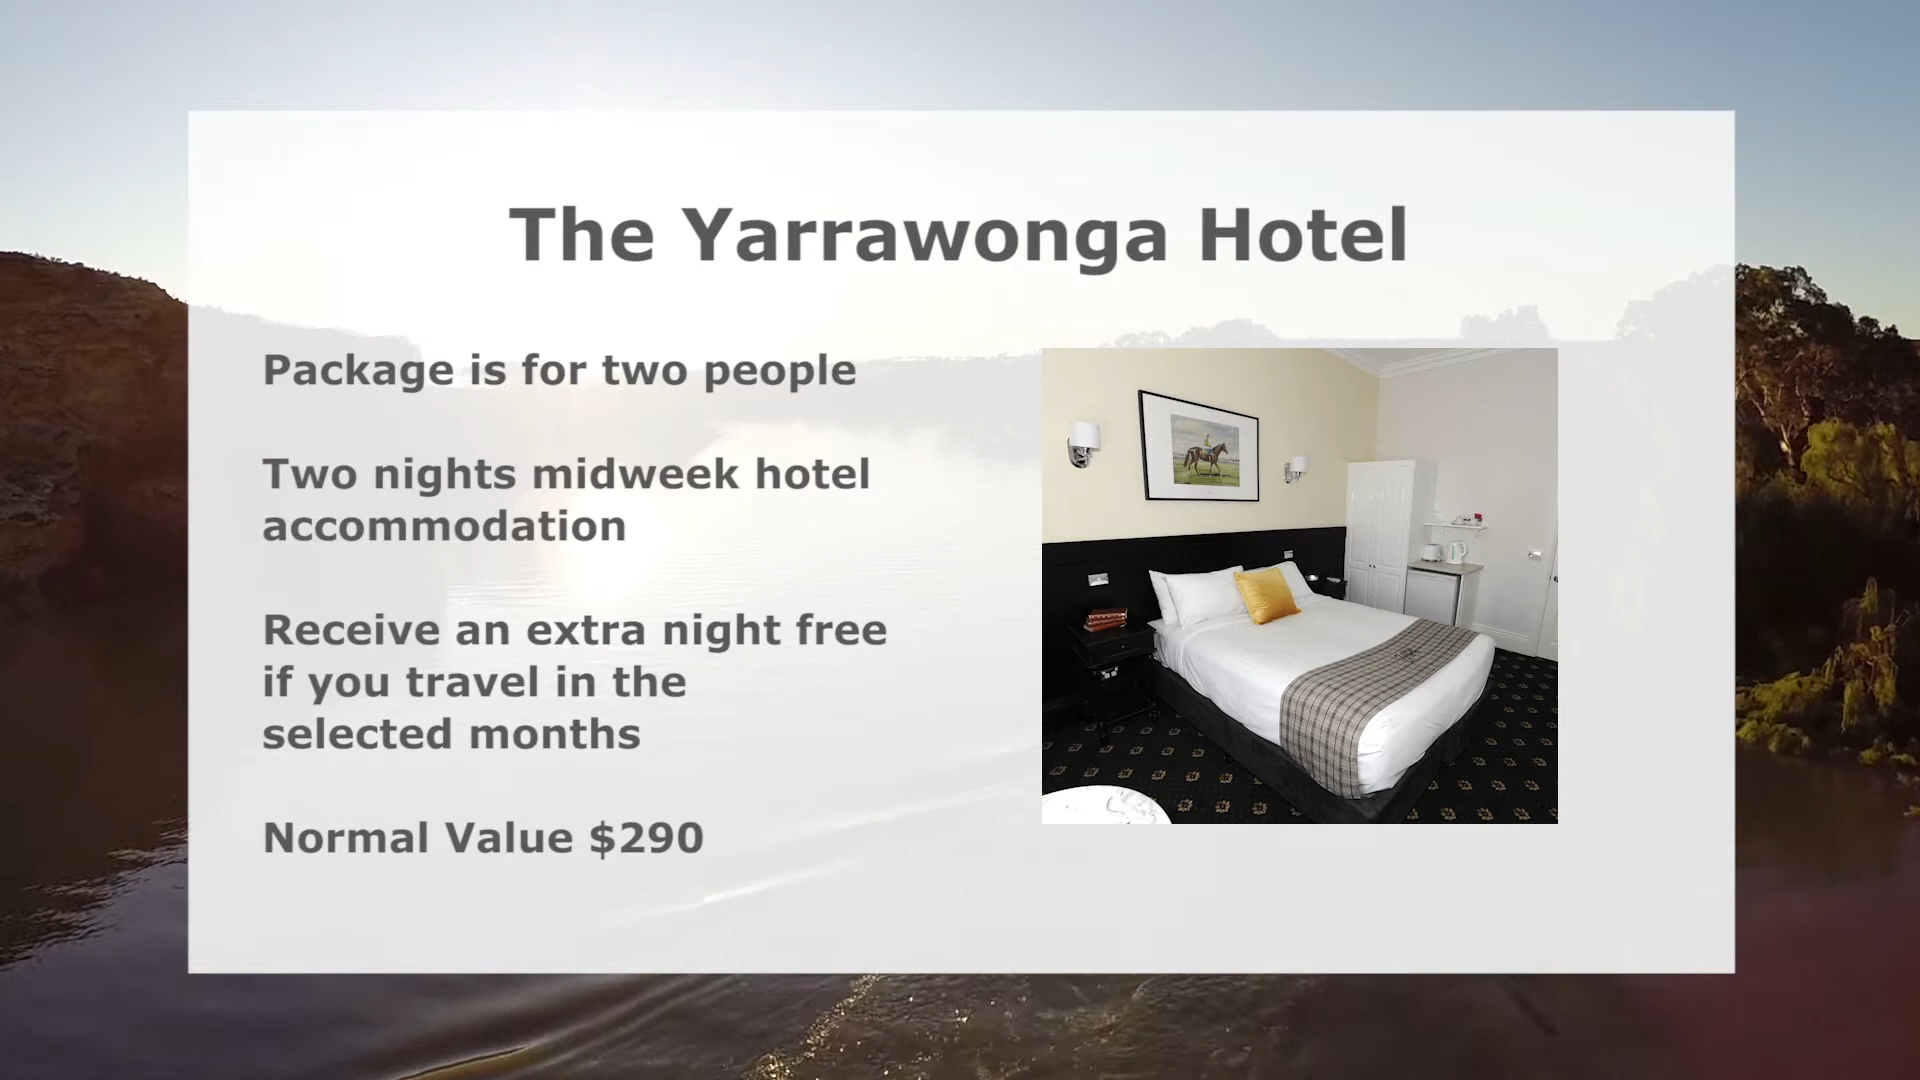 The Yarrawonga Hotel
Package is for two people
Two nights midweek hotel
accommodation
Receive an extra night free
if you travel in the
selected months
Normal Value $290